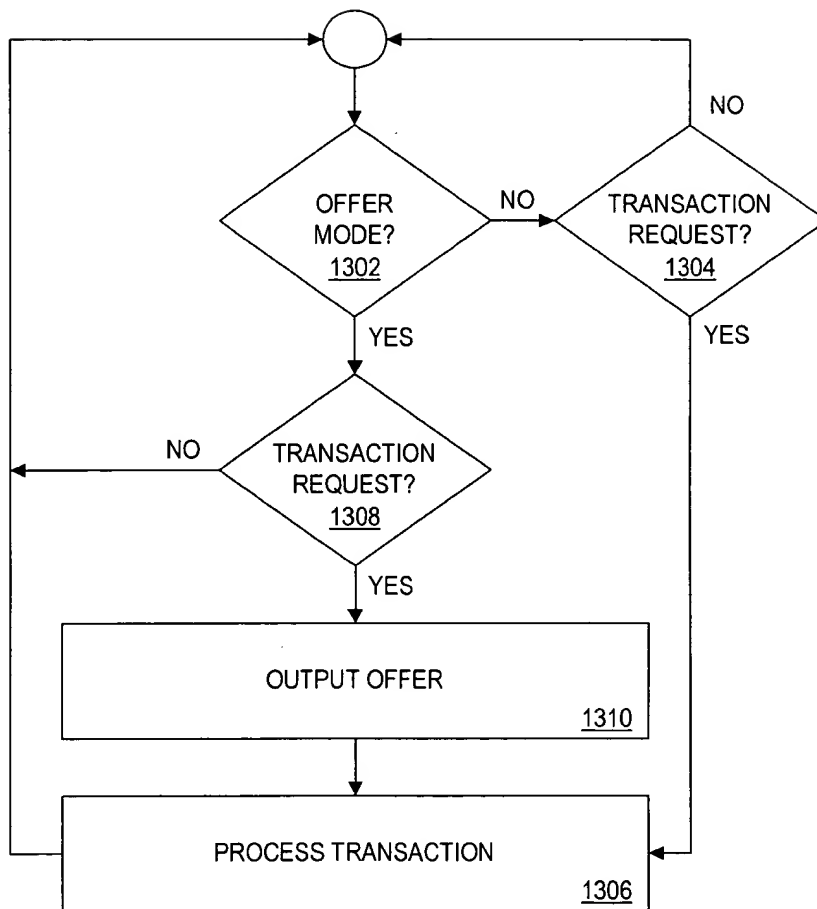 NO
OFFER
MODE?
1302
NO
TRANSACTION
REQUEST?
1304
YES
YES
NO
TRANSACTION
REQUEST?
1308
YES
OUTPUT OFFER
1310
PROCESS TRANSACTION
1306